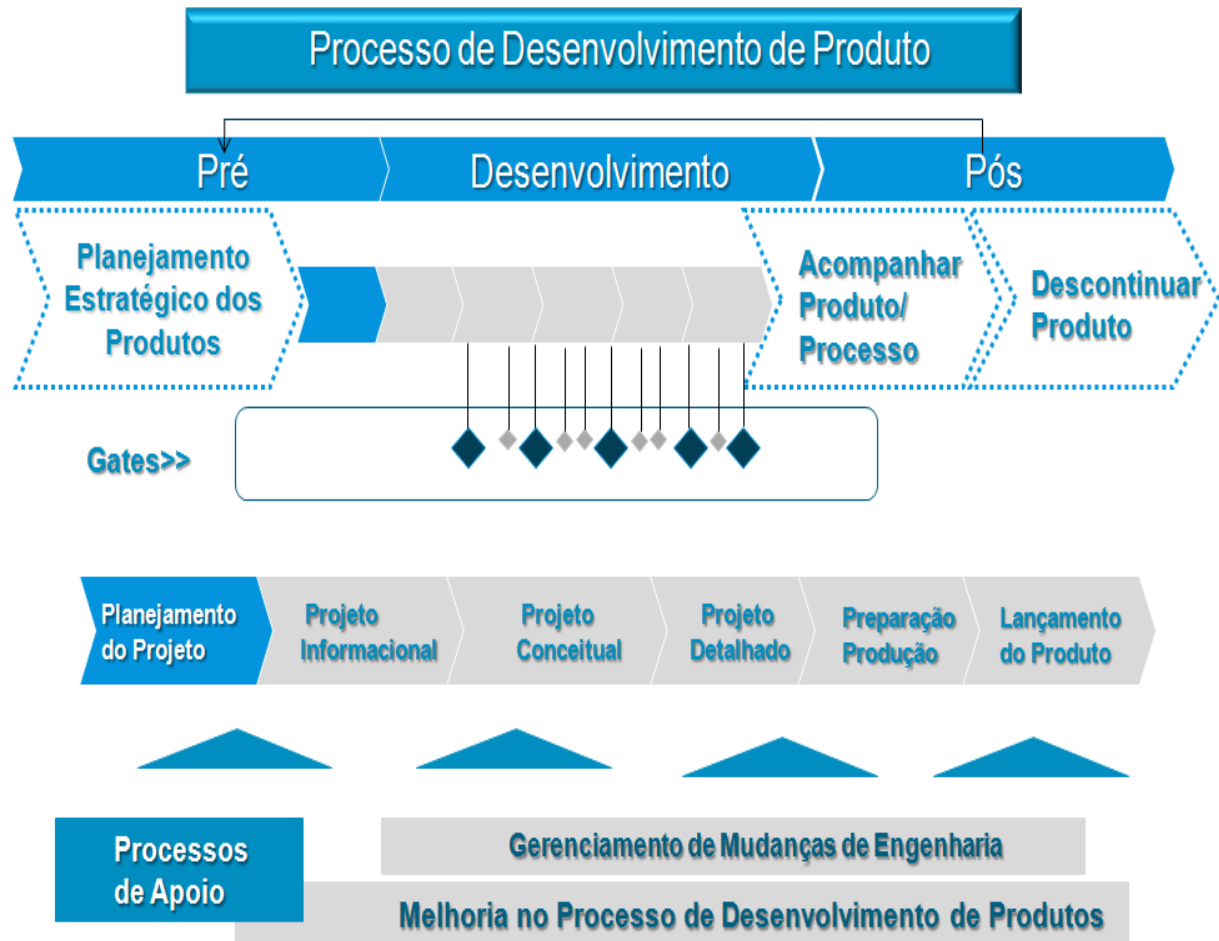 Processo de Desenvolvimento de Produto
Pré
Desenvolvimento
Pós
Planejamento
Estratégico dos
Produtos
Acompanhar
Produto/
Processo
Descontinuar
Produto
Gates>>
Planejamento
do Projeto
Projeto
Informacional
Projeto
Conceitual
Projeto
Detalhado
Preparação
Produção
Lançamento
do Produto
Processos
de Apoio
Gerenciamento de Mudanças de Engenharia
Melhoria no Processo de Desenvolvimento de Produtos